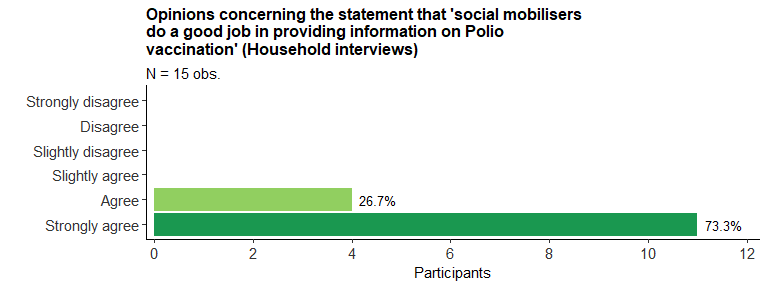 Opinions concerning the statement that 'social mobilisers
do a good job in providing information on Polio
vaccination' (Household interviews)
N = 15 obs.
Strongly disagree
Disagree
Slightly disagree
Slightly agree
Agree
26.7%
Strongly agree
73.3%
0 2 4 6 8 10 12
Participants